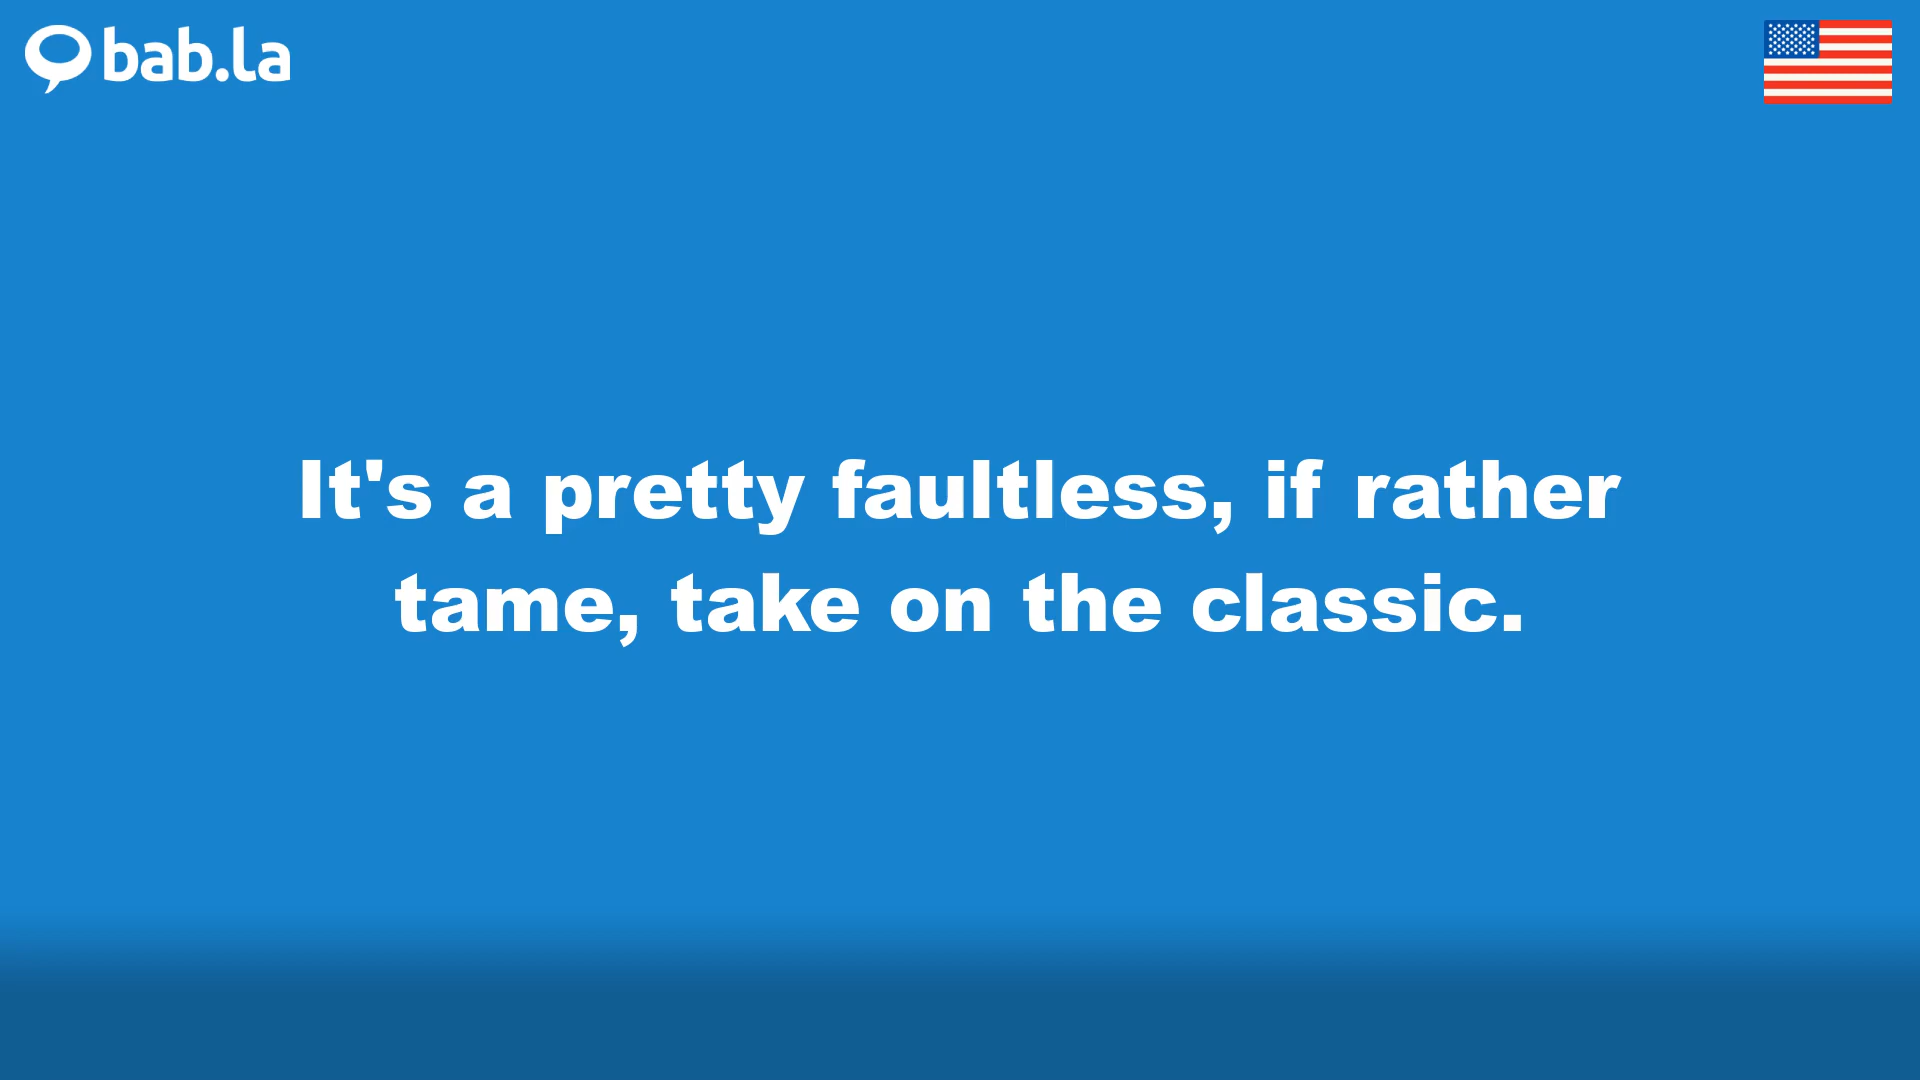 bab.la
It's a pretty faultless, if rather
tame, take on the classic.